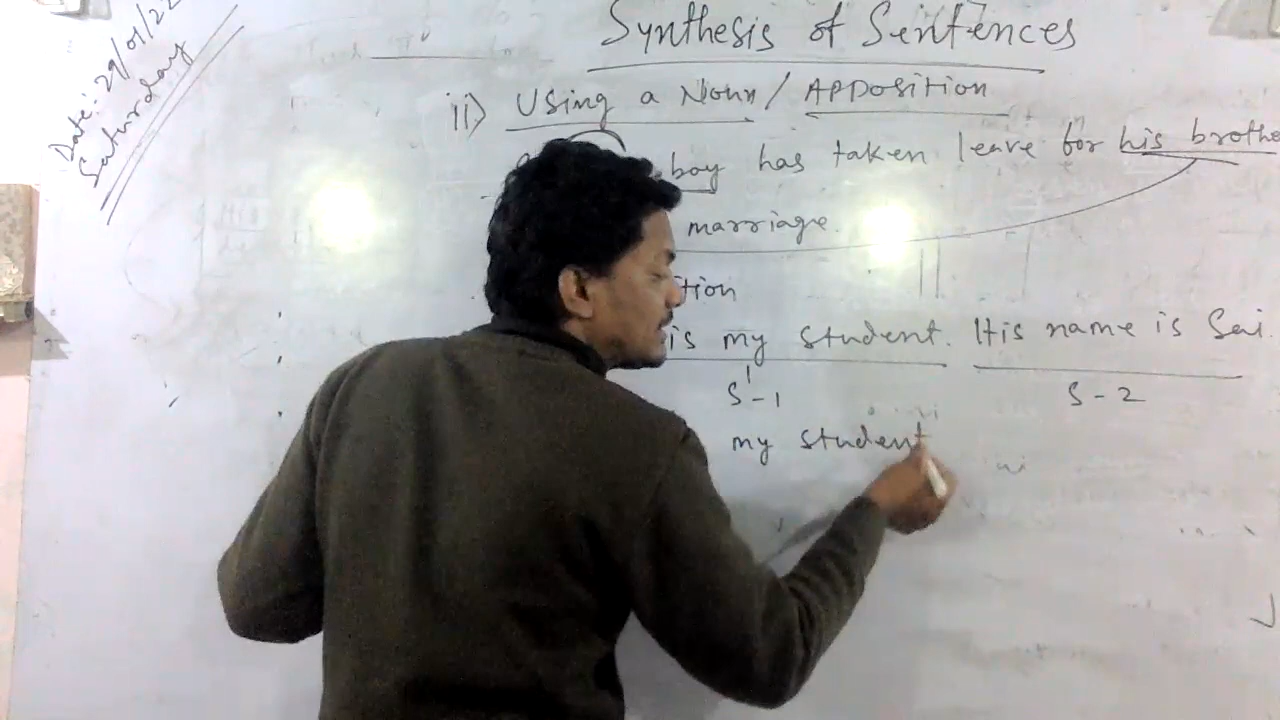 Date: 29/01/22
Saturday
Synthesis of Sentences
ii) Using a Noun / APPOSITION
boy has taken leave for his brothe
marriage.
ition
is my student. His name is Sai.
S-1 S-2
my student